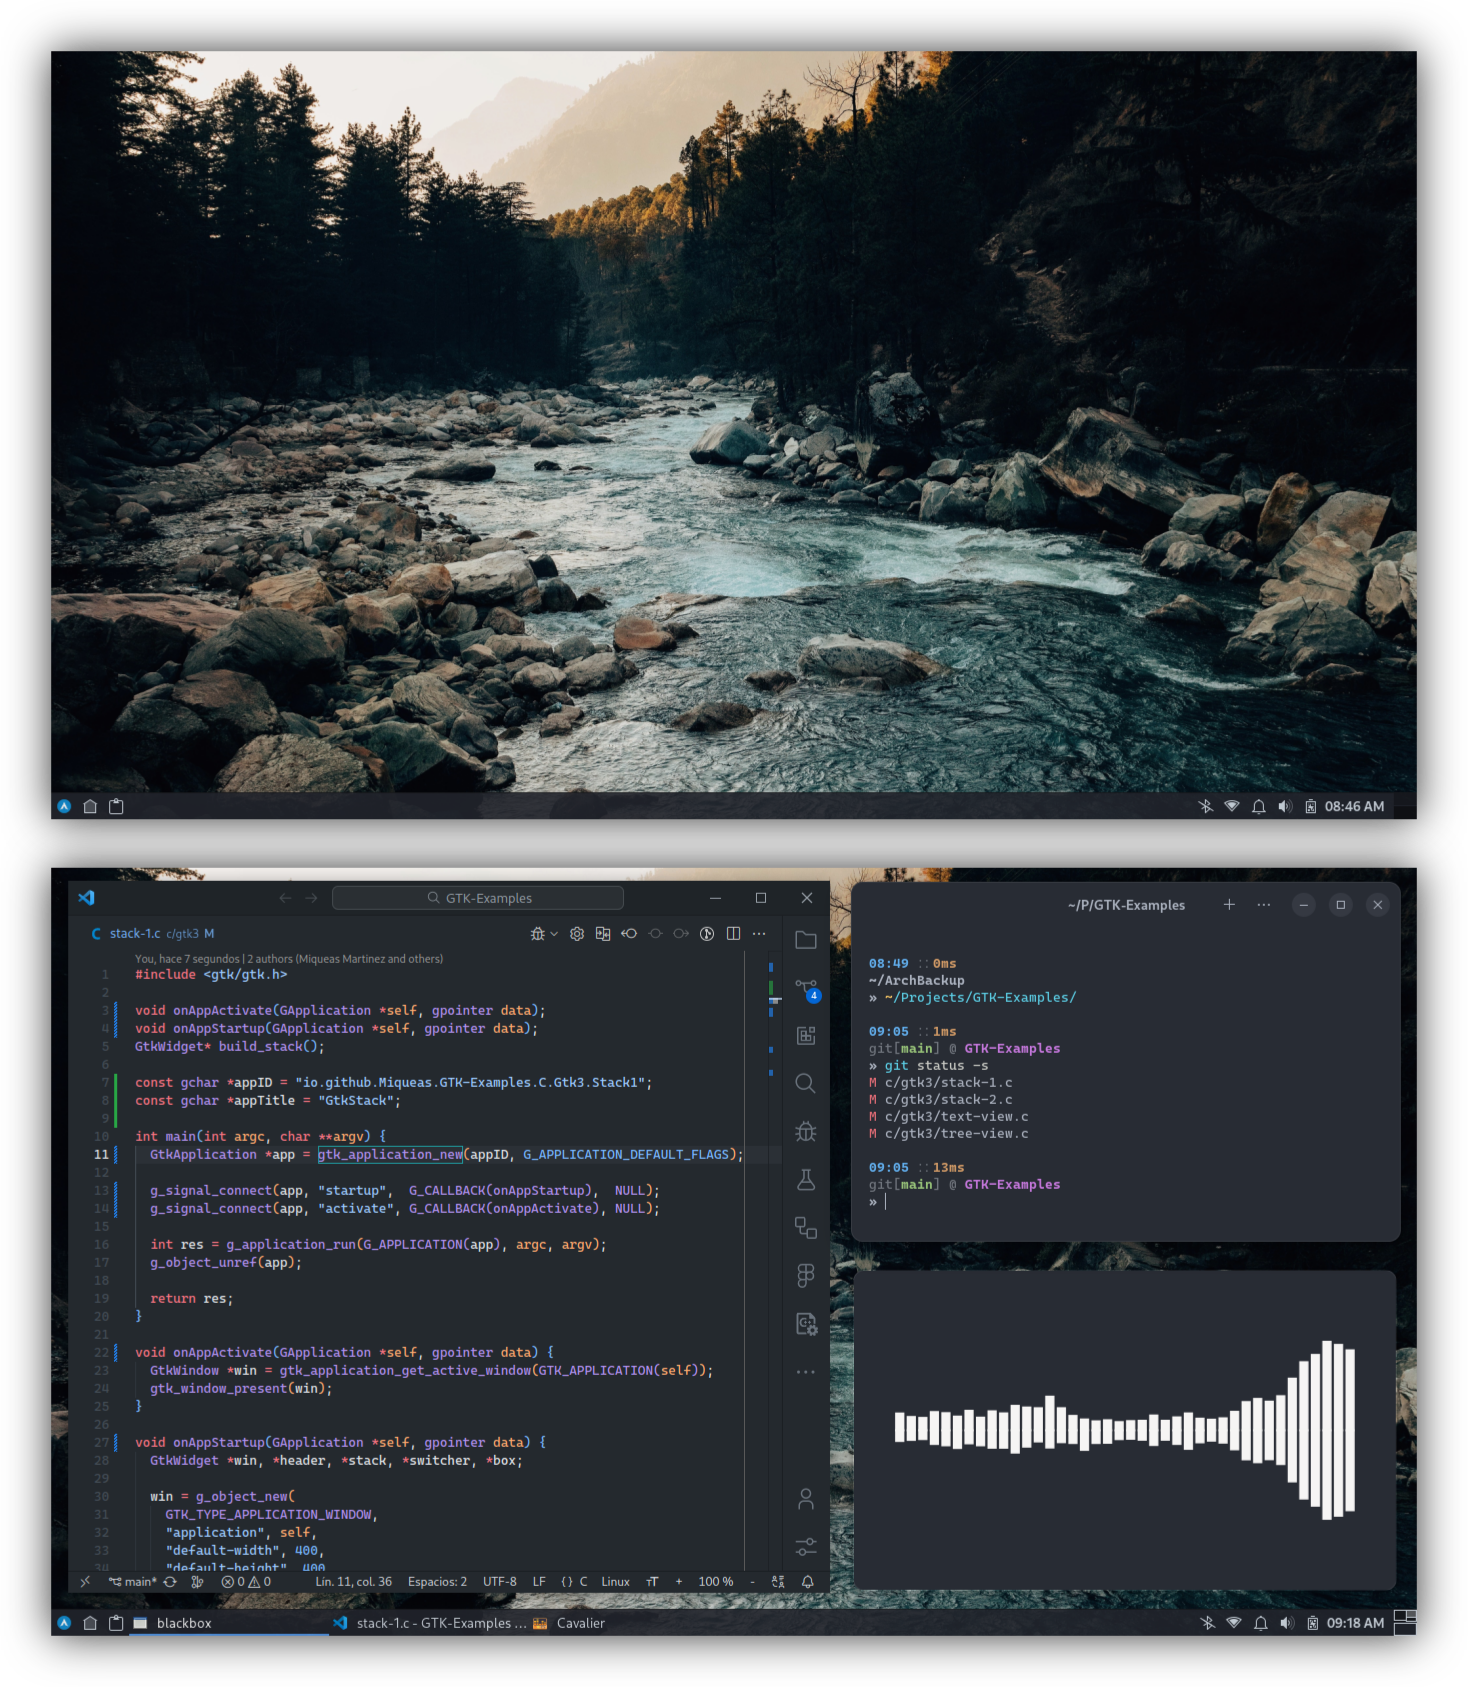 08:46 AM
GTK-Examples
stack-1.c c/gtk3 M
You, hace 7 segundos | 2 authors (Miqueas Martinez and others)
1 #include <gtk/gtk.h>
2
3 void onAppActivate(GApplication *self, gpointer data);
4 void onAppStartup(GApplication *self, gpointer data);
5 GtkWidget* build_stack();
6
7 const gchar *appID = "io.github.Miqueas.GTK-Examples.C.Gtk3.Stack1";
8 const gchar *appTitle = "GtkStack";
9
10 int main(int argc, char **argv) {
11 GtkApplication *app = gtk_application_new(appID, G_APPLICATION_DEFAULT_FLAGS);
12
13 g_signal_connect(app, "startup",  G_CALLBACK(onAppStartup),  NULL);
14 g_signal_connect(app, "activate", G_CALLBACK(onAppActivate), NULL);
15
16 int res = g_application_run(G_APPLICATION(app), argc, argv);
17 g_object_unref(app);
18
19 return res;
20 }
21
22 void onAppActivate(GApplication *self, gpointer data) {
23 GtkWindow *win = gtk_application_get_active_window(GTK_APPLICATION(self));
24 gtk_window_present(win);
25 }
26
27 void onAppStartup(GApplication *self, gpointer data) {
28 GtkWidget *win, *header, *stack, *switcher, *box;
29
30 win = g_object_new(
31 GTK_TYPE_APPLICATION_WINDOW,
32 "application", self,
33 "default-width", 400,
34 "default-height", 400
4
main* 0 0 Lín. 11, col. 36 Espacios: 2 UTF-8 LF {} C Linux + 100 % -
~/P/GTK-Examples
08:49 :: 0ms
~/ArchBackup
» ~/Projects/GTK-Examples/
09:05 :: 1ms
git[main] @ GTK-Examples
» git status -s
M c/gtk3/stack-1.c
M c/gtk3/stack-2.c
M c/gtk3/text-view.c
M c/gtk3/tree-view.c
09:05 :: 13ms
git[main] @ GTK-Examples
»
blackbox stack-1.c - GTK-Examples ... Cavalier 09:18 AM